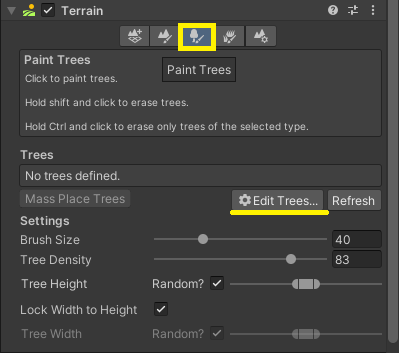 Terrain
Paint Trees
Click to paint trees.
Paint Trees
Hold shift and click to erase trees.
Hold Ctrl and click to erase only trees of the selected type.
Trees
No trees defined.
Mass Place Trees
Edit Trees...
Refresh
Settings
Brush Size 40
Tree Density 83
Tree Height Random?
Lock Width to Height
Tree Width Random?